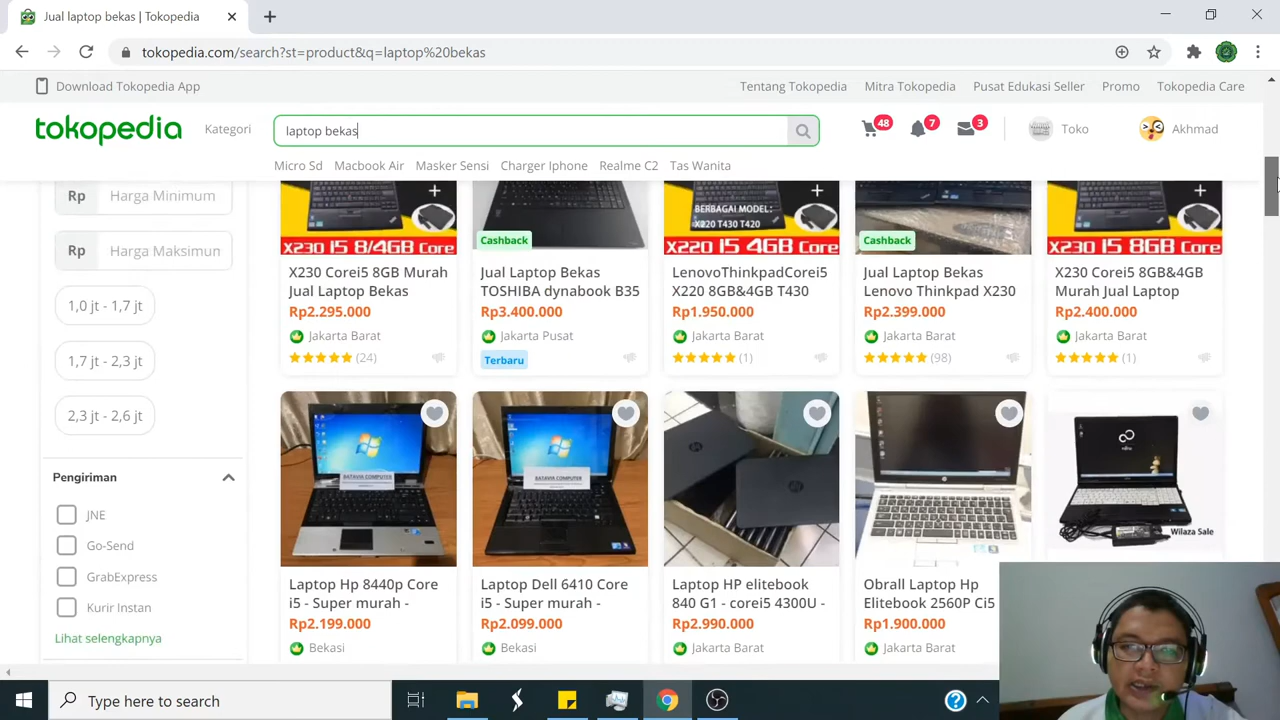 Jual laptop bekas | Tokopedia
tokopedia.com/search?st=product&q=laptop%20bekas
Download Tokopedia App
Tentang Tokopedia
Mitra Tokopedia
Pusat Edukasi Seller
Promo
Tokopedia Care
tokopedia
Kategori
laptop bekas
48
7
3
Toko
Akhmad
Micro Sd
Macbook Air
Masker Sensi
Charger Iphone
Realme C2
Tas Wanita
Rp Harga Minimum
Rp Harga Maksimun
1,0 jt - 1,7 jt
1,7 jt - 2,3 jt
2,3 jt - 2,6 jt
Pengiriman
JNE
Go-Send
GrabExpress
Kurir Instan
Lihat selengkapnya
X230 I5 8/4GB Core
X230 Corei5 8GB Murah
Jual Laptop Bekas
Rp2.295.000
Jakarta Barat
(24)
Cashback
Jual Laptop Bekas
TOSHIBA dynabook B35
Rp3.400.000
Jakarta Pusat
Terbaru
BERBAGAI MODEL :
X220 T430 T420
X220 I5 4GB Core
LenovoThinkpadCorei5
X220 8GB&4GB T430
Rp1.950.000
Jakarta Barat
(1)
Cashback
Jual Laptop Bekas
Lenovo Thinkpad X230
Rp2.399.000
Jakarta Barat
(98)
X230 I5 8GB Core
X230 Corei5 8GB&4GB
Murah Jual Laptop
Rp2.400.000
Jakarta Barat
(1)
BATAVIA COMPUTER
Laptop Hp 8440p Core
i5 - Super murah -
Rp2.199.000
Bekasi
BATAVIA COMPUTER
Laptop Dell 6410 Core
i5 - Super murah -
Rp2.099.000
Bekasi
Laptop HP elitebook
840 G1 - corei5 4300U -
Rp2.990.000
Jakarta Barat
Obrall Laptop Hp
Elitebook 2560P Ci5
Rp1.900.000
Jakarta Barat
Wilaza Sale
Type here to search